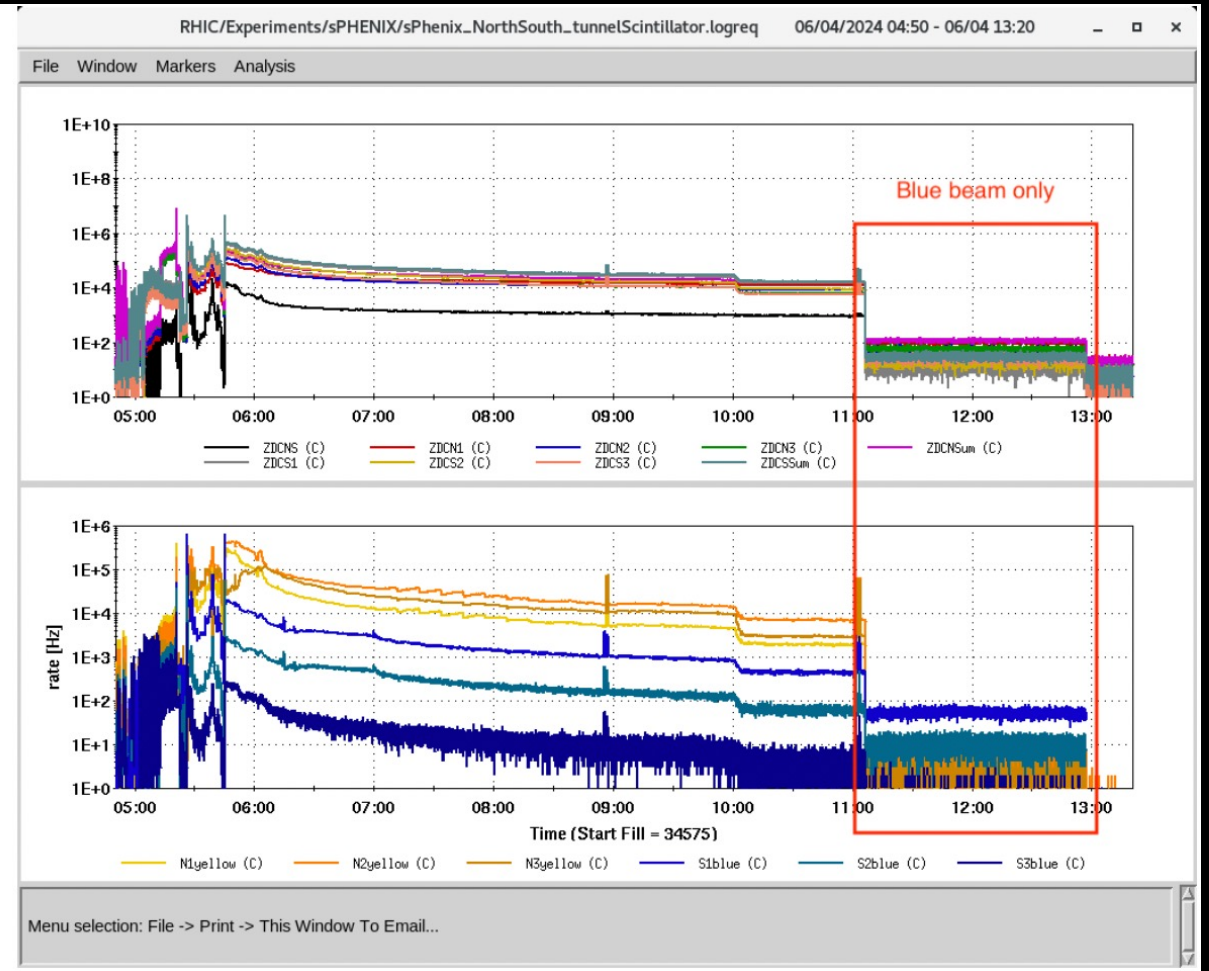 RHIC/Experiments/sPHENIX/sPhenix_NorthSouth_tunnelScintillator.logreq 06/04/2024 04:50 - 06/04 13:20
File Window Markers Analysis
1E+10
1E+8
1E+6
1E+4
1E+2
1E+0
Blue beam only
05:00 06:00 07:00 08:00 09:00 10:00 11:00 12:00 13:00
ZDCNS (C) ZDCN1 (C) ZDCN2 (C) ZDCN3 (C) ZDCNSum (C)
ZDCS1 (C) ZDCS2 (C) ZDCS3 (C) ZDCSSum (C)
1E+6
1E+5
1E+4
1E+3
1E+2
1E+1
1E+0
rate [Hz]
05:00 06:00 07:00 08:00 09:00 10:00 11:00 12:00 13:00
Time (Start Fill = 34575)
N1yellow (C) N2yellow (C) N3yellow (C) S1blue (C) S2blue (C) S3blue (C)
Menu selection: File -> Print -> This Window To Email...